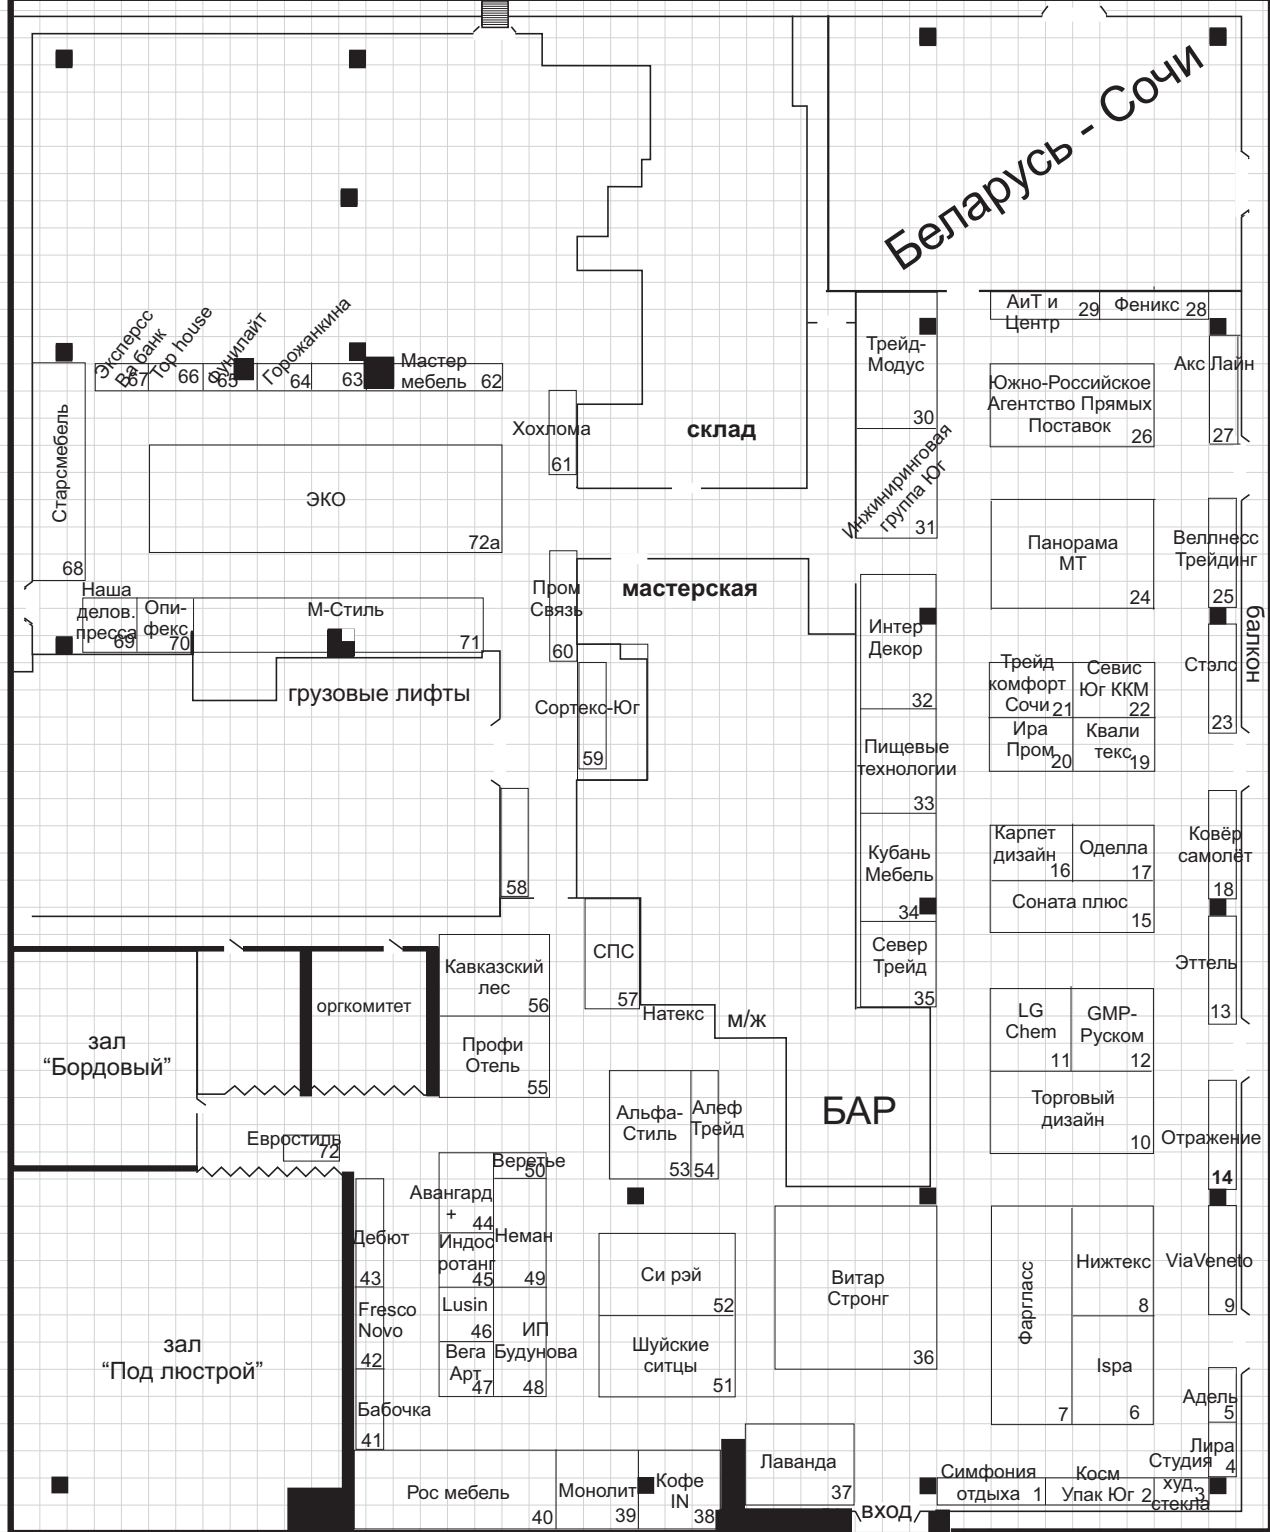 Беларусь - Сочи
Эксперсс
Ва банк
67
Top house
66
Фунилайт
65
Горожанкина
64
63
Мастер
мебель 62
Старсмебель
68
ЭКО
72а
Хохлома
61
склад
Трейд-
Модус
30
Инжиниринговая
группа Юг
31
АиТ и
Центр
29
Феникс 28
Акс Лайн
27
Южно-Российское
Агентство Прямых
Поставок
26
Панорама
МТ
24
Веллнесс
Трейдинг
25
балкон
Наша
делов.
пресса
69
Опи-
фекс
70
М-Стиль
71
грузовые лифты
Пром
Связь
60
мастерская
Сортекс-Юг
59
58
Интер
Декор
32
Пищевые
технологии
33
Кубань
Мебель
34
Север
Трейд
35
Трейд
комфорт
Сочи 21
Севис
Юг ККМ
22
Ира
Пром
20
Квали
текс
19
Стэлс
23
Карпет
дизайн
16
Оделла
17
Соната плюс
15
Ковёр
самолёт
18
Эттель
13
LG
Chem
11
GMP-
Руском
12
Торговый
дизайн
10
Отражение
14
зал
“Бордовый”
оргкомитет
Кавказский
лес
56
Профи
Отель
55
СПС
57
Натекс
м/ж
БАР
Альфа-
Стиль
53
Алеф
Трейд
54
Евростиль
72
зал
“Под люстрой”
Дебют
43
Fresco
Novo
42
Бабочка
41
Веретье
50
Авангард
+
44
Индос
ротанг
45
Неман
49
Lusin
46
Вега
Арт
47
ИП
Будунова
48
Си рэй
52
Шуйские
ситцы
51
Витар
Стронг
36
Фаргласс
7
Нижтекс
8
Ispa
6
ViaVeneto
9
Адель
5
Лира
4
Рос мебель
40
Монолит
39
Кофе
IN
38
Лаванда
37
вход
Симфония
отдыха 1
Косм
Упак Юг 2
Студия
худ.
стекла
3